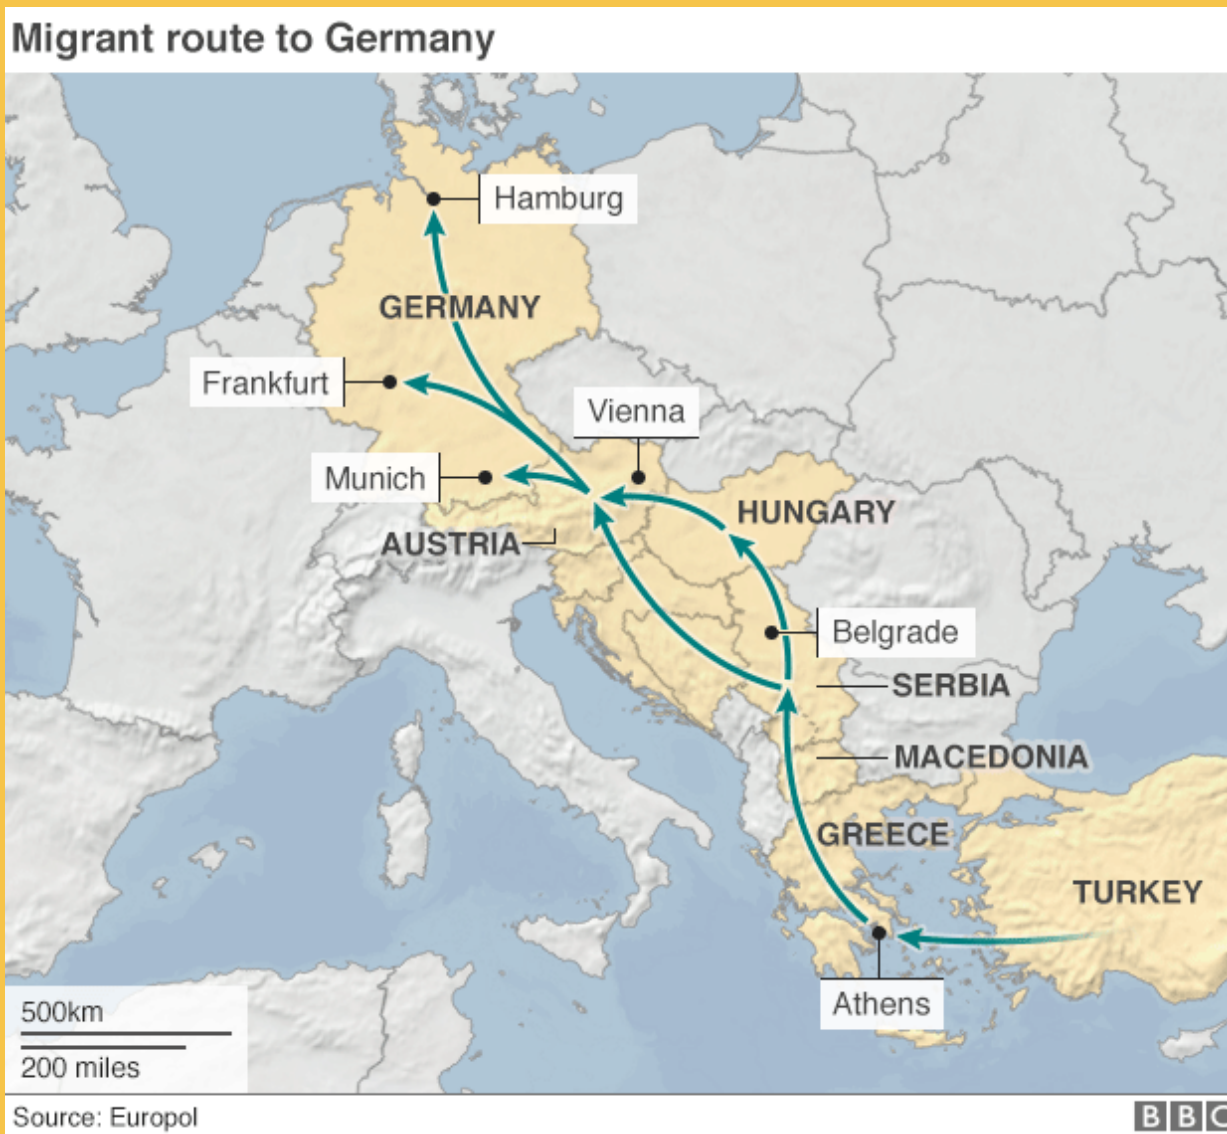 Migrant route to Germany
Hamburg
GERMANY
Frankfurt
Vienna
Munich
HUNGARY
AUSTRIA
Belgrade
SERBIA
MACEDONIA
GREECE
TURKEY
Athens
500km
200 miles
Source: Europol
BBC